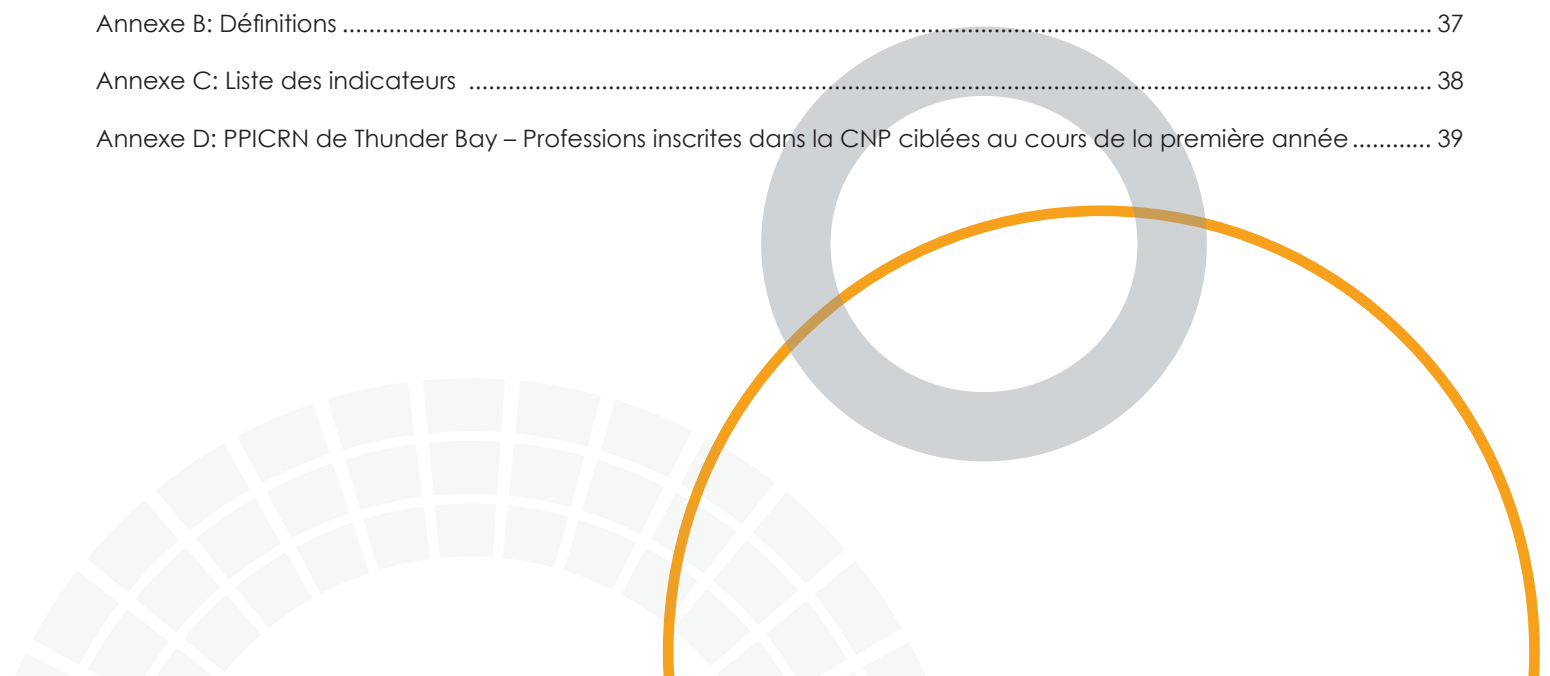 Annexe B: Définitions .................................................................................................................................................................... 37
Annexe C: Liste des indicateurs ................................................................................................................................................. 38
Annexe D: PPICRN de Thunder Bay – Professions inscrites dans la CNP ciblées au cours de la première année ............ 39